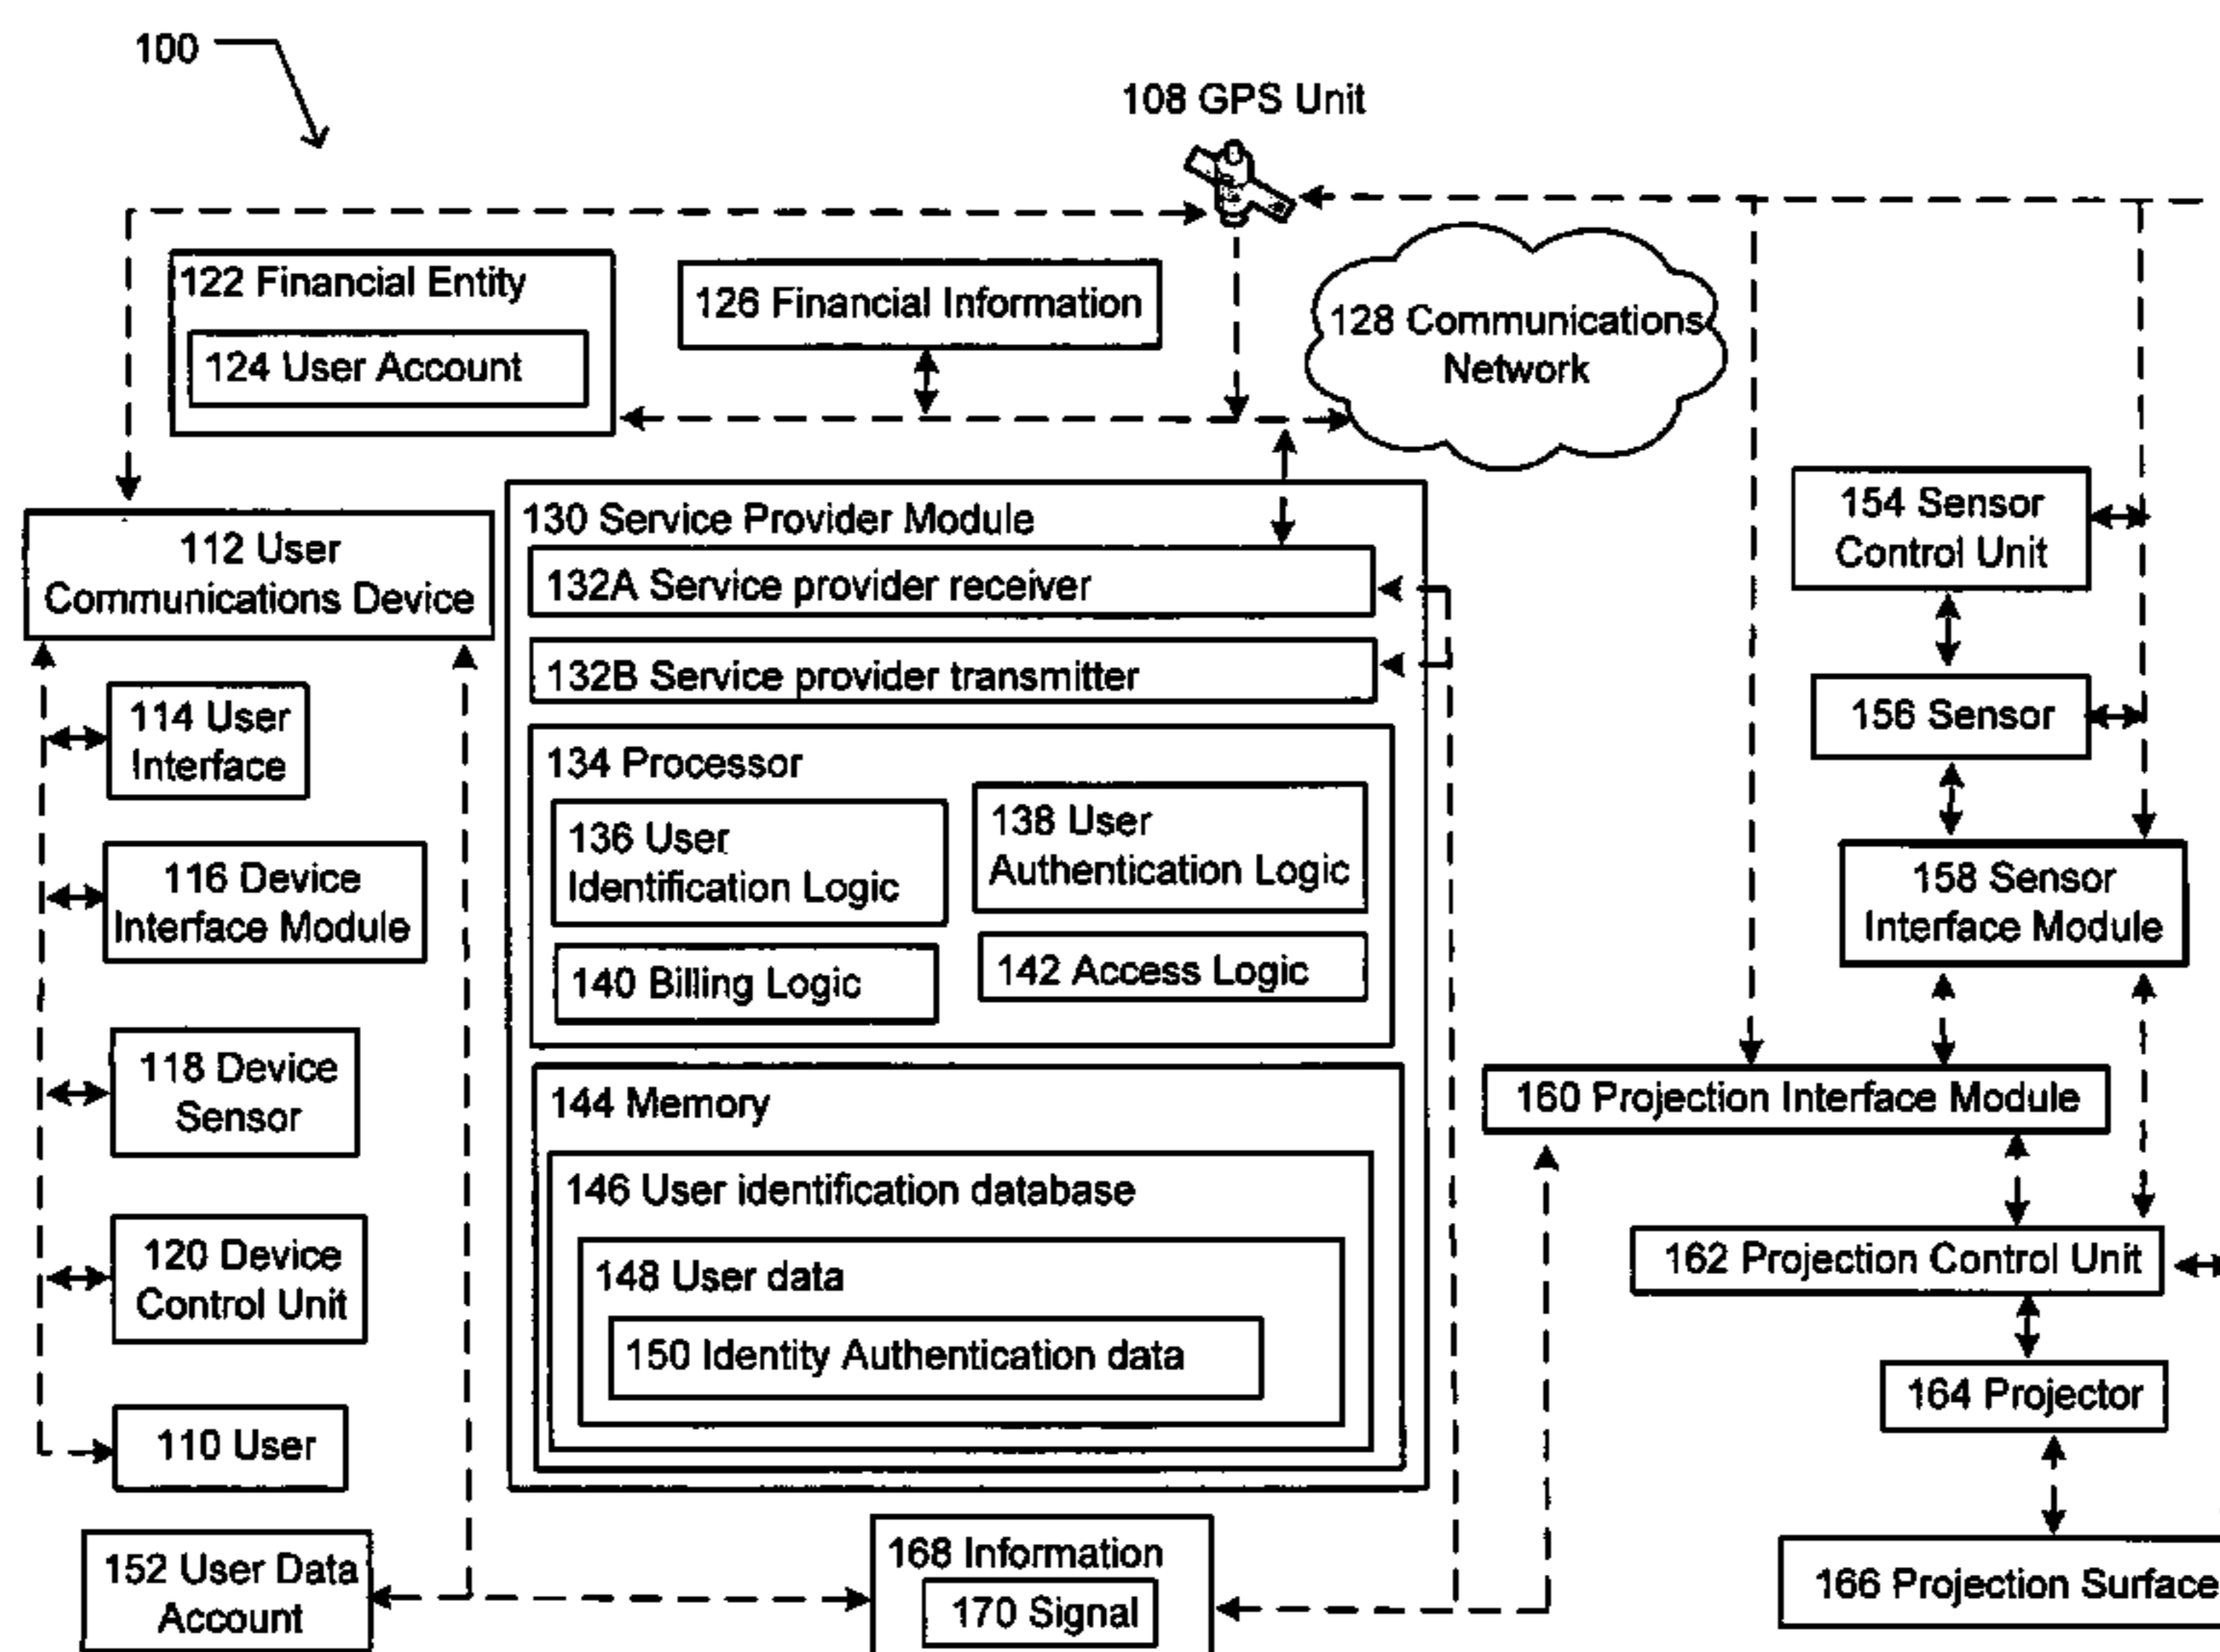 100
108 GPS Unit
122 Financial Entity
124 User Account
126 Financial Information
128 Communications
Network
112 User
Communications Device
114 User
Interface
116 Device
Interface Module
118 Device
Sensor
120 Device
Control Unit
110 User
152 User Data
Account
130 Service Provider Module
132A Service provider receiver
132B Service provider transmitter
134 Processor
136 User
Identification Logic
138 User
Authentication Logic
140 Billing Logic
142 Access Logic
144 Memory
146 User identification database
148 User data
150 Identity Authentication data
168 Information
170 Signal
154 Sensor
Control Unit
156 Sensor
158 Sensor
Interface Module
160 Projection Interface Module
162 Projection Control Unit
164 Projector
166 Projection Surface